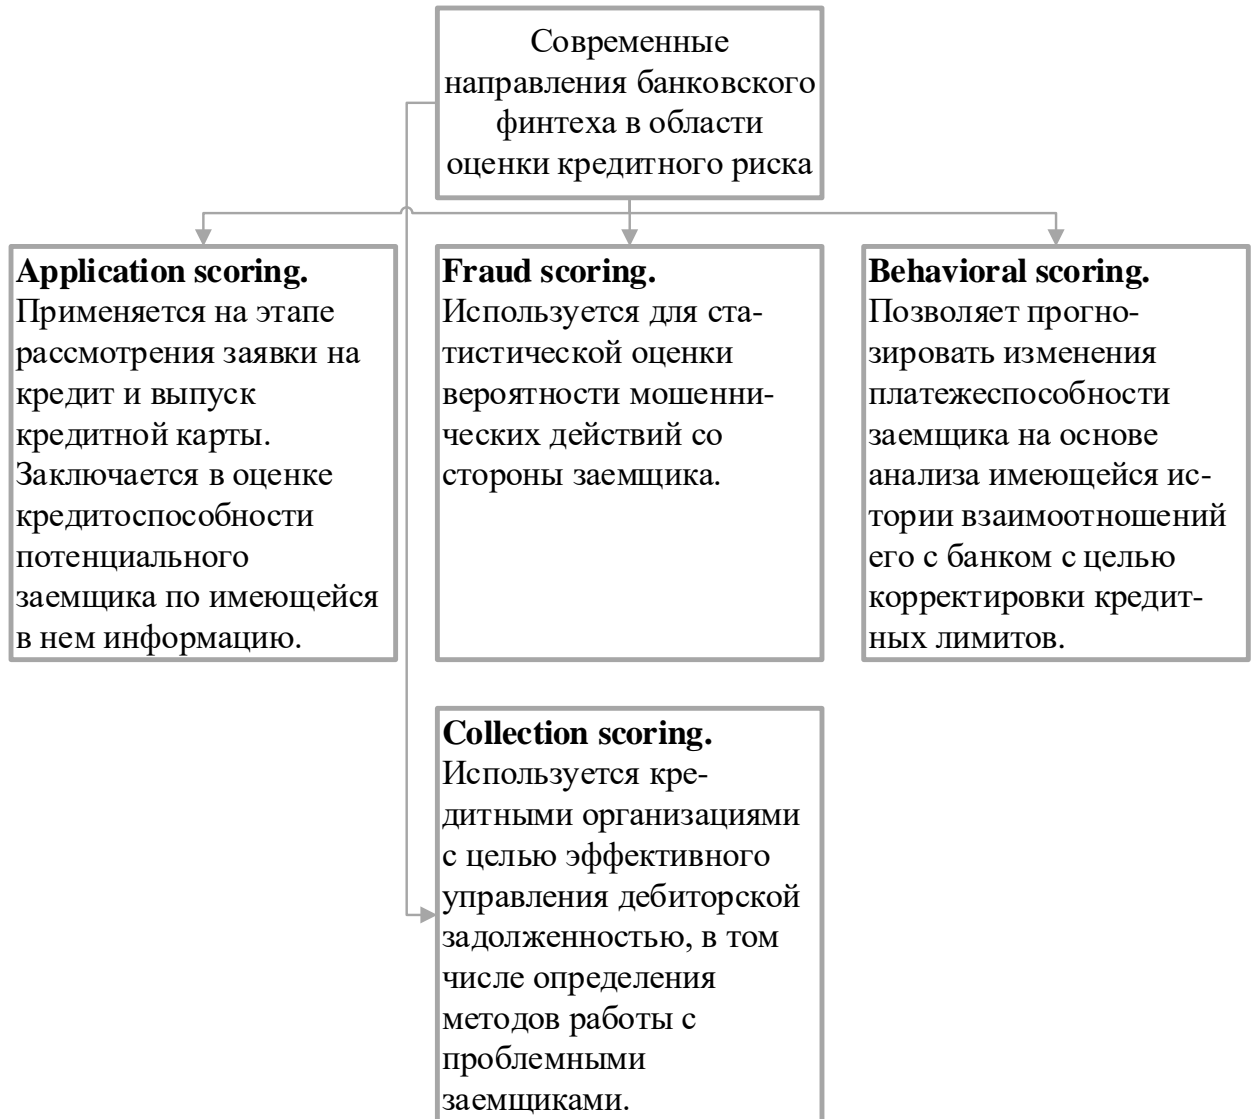 Современные
направления банковского
финтеха в области
оценки кредитного риска
Application scoring.
Применяется на этапе
рассмотрения заявки на
кредит и выпуск
кредитной карты.
Заключается в оценке
кредитоспособности
потенциального
заемщика по имеющейся
в нем информацию.
Fraud scoring.
Используется для ста-
тистической оценки
вероятности мошенни-
ческих действий со
стороны заемщика.
Behavioral scoring.
Позволяет прогно-
зировать изменения
платежеспособности
заемщика на основе
анализа имеющейся ис-
тории взаимоотношений
его с банком с целью
корректировки кредит-
ных лимитов.
Collection scoring.
Используется кре-
дитными организациями
с целью эффективного
управления дебиторской
задолженностью, в том
числе определения
методов работы с
проблемными
заемщиками.